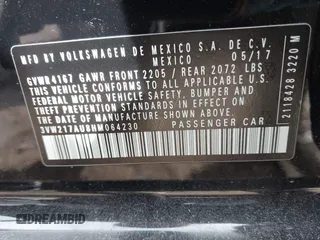 MFD BY VOLKSWAGEN DE MEXICO S.A. DE C.V.
MEXICO 05/17
GVWR4167 GAWR FRONT 2205 / REAR 2072 LBS
THIS VEHICLE CONFORMS TO ALL APPLICABLE U.S.
FEDERAL MOTOR VEHICLE SAFETY, BUMPER, AND
THEFT PREVENTION STANDARDS IN EFFECT ON THE
DATE OF MANUFACTURE SHOWN ABOVE.
3VW217AU8HM064230 PASSENGER CAR
2118428 3220 M
DREAMBID